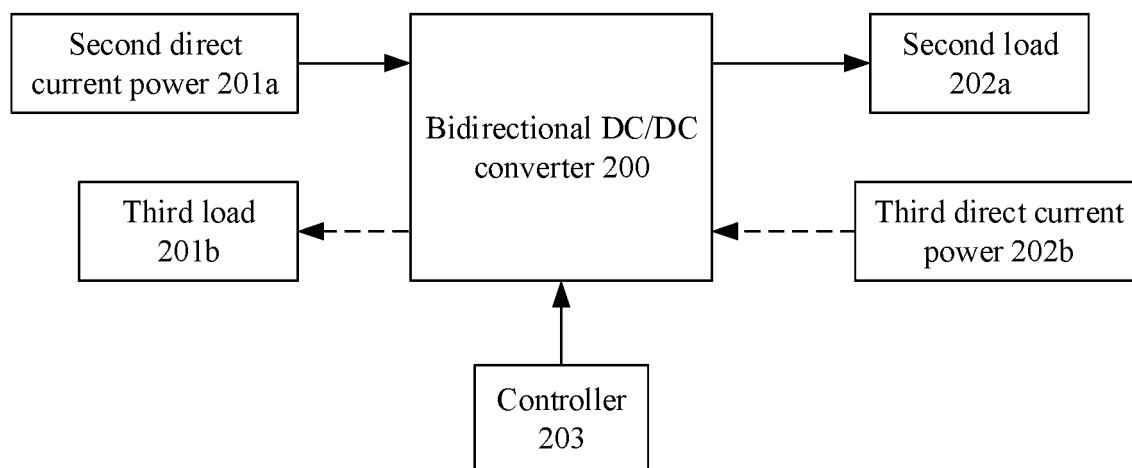 Second direct
current power 201a
Bidirectional DC/DC
converter 200
Second load
202a
Third load
201b
Third direct current
power 202b
Controller
203